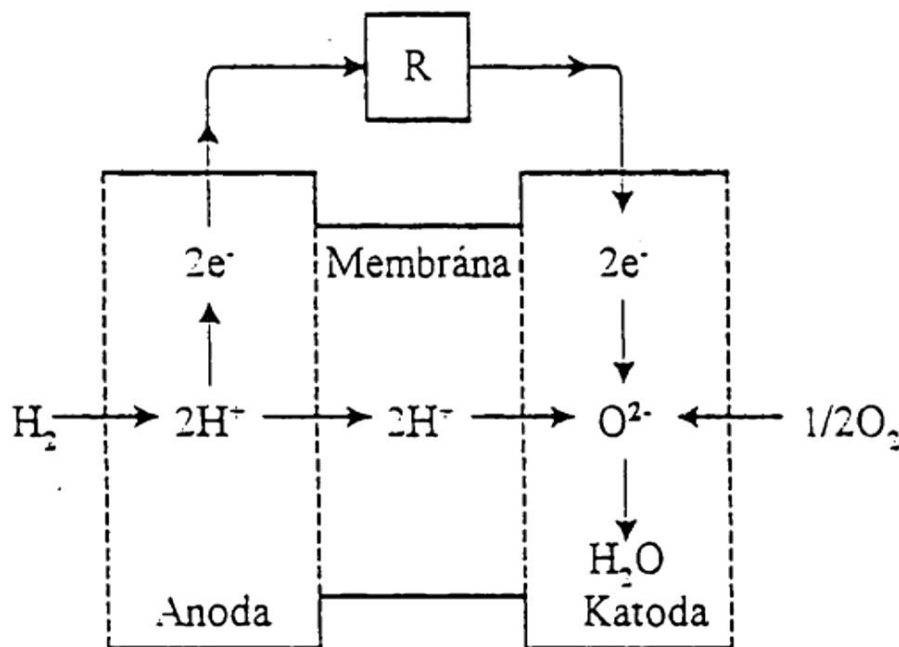 R
2e⁻ Membrána 2e⁻
H₂ 2H⁺ 2H⁻ O²⁻ 1/2O₂
H₂O
Anoda Katoda